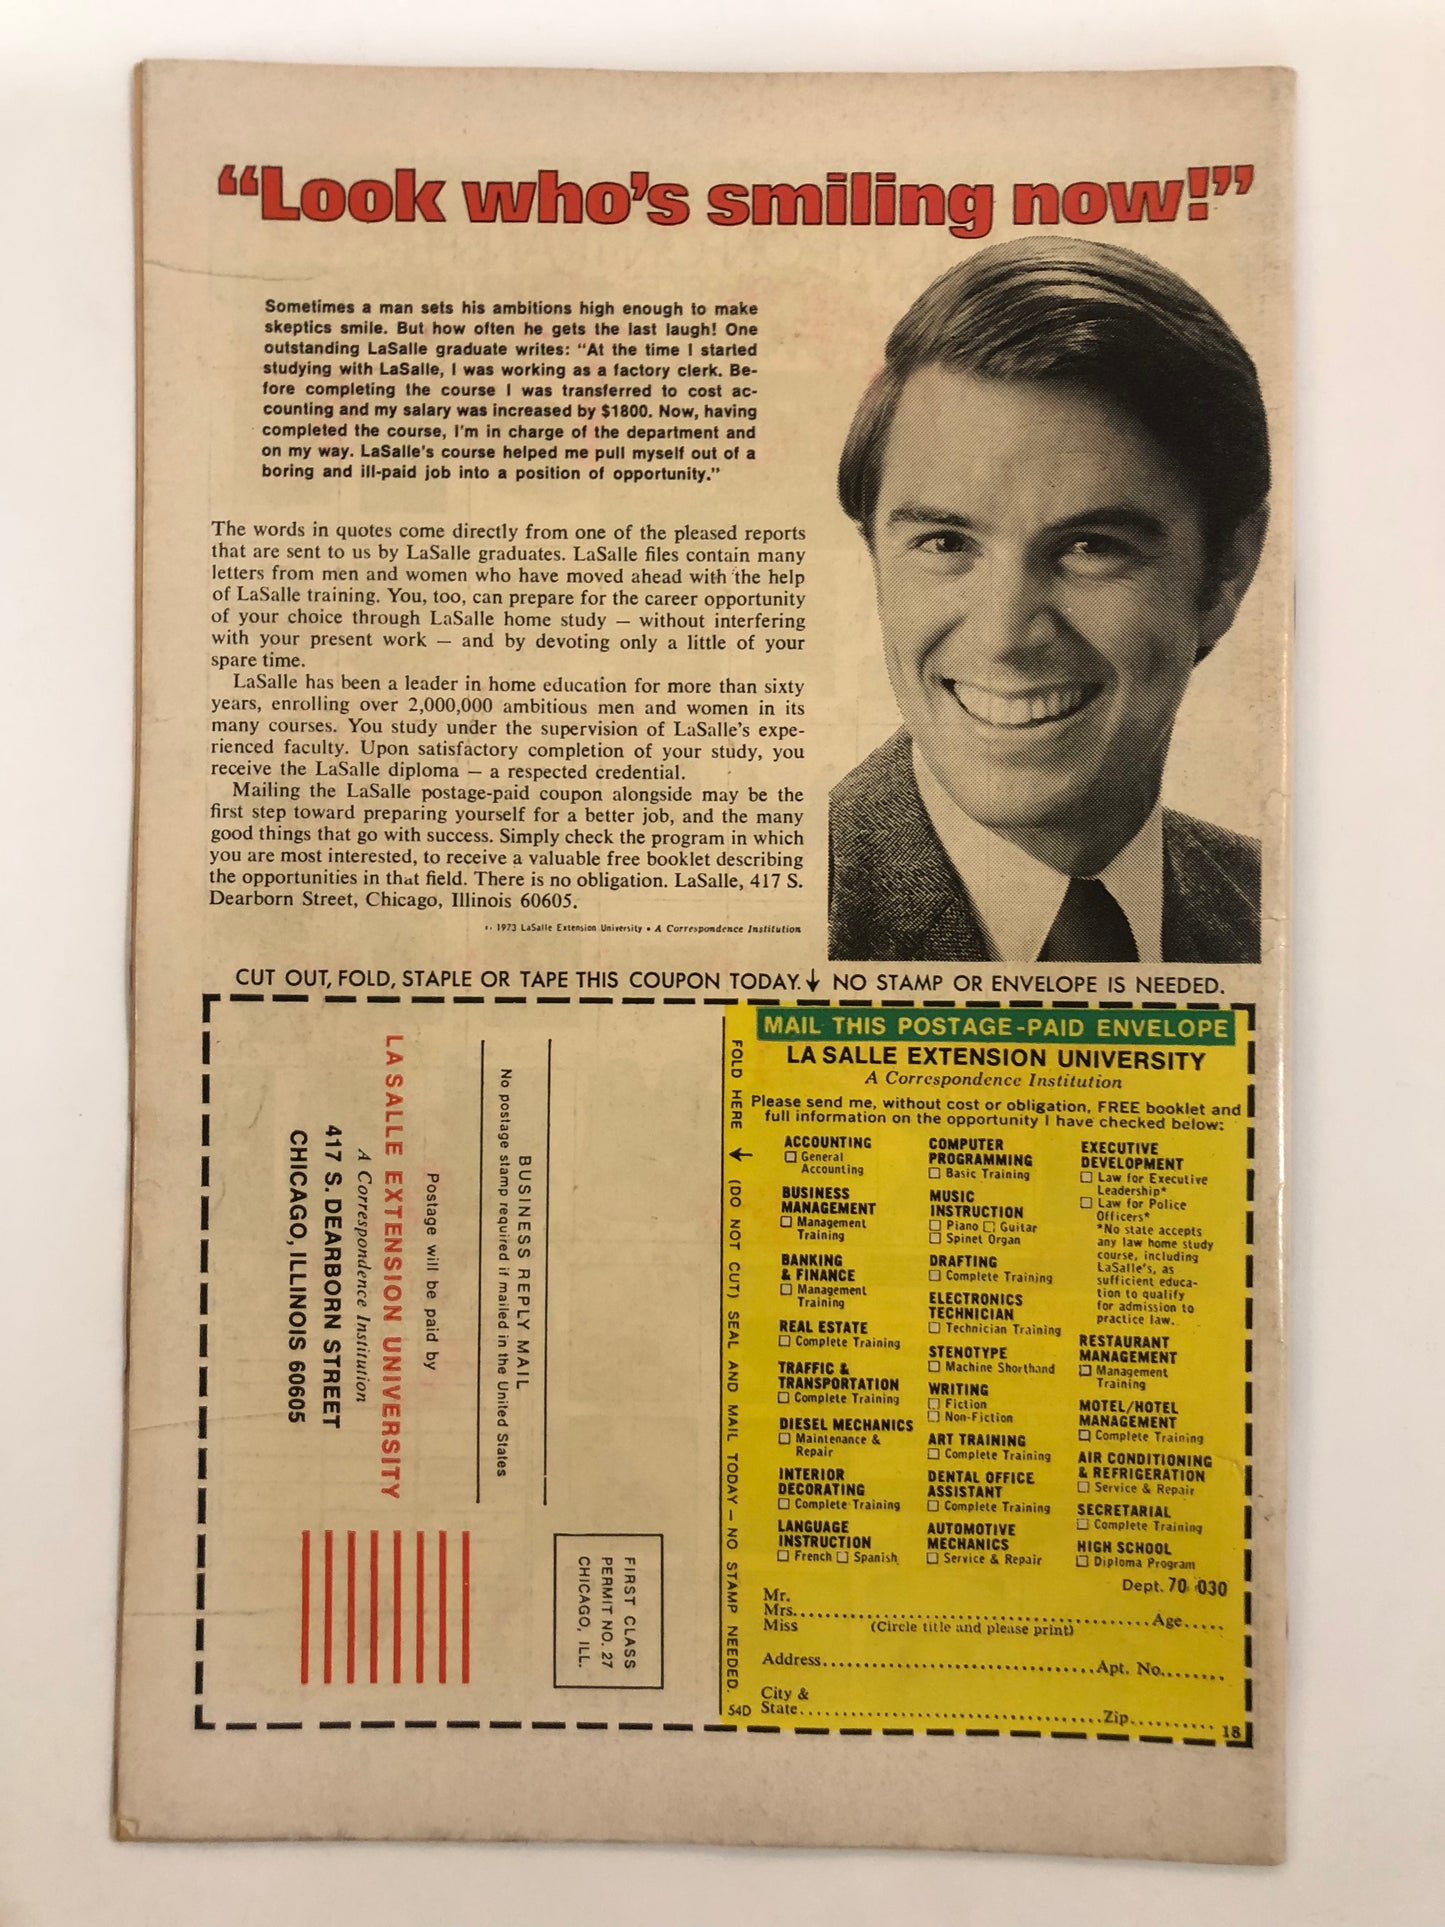 “Look who's smiling now!”
Sometimes a man sets his ambitions high enough to make
skeptics smile. But how often he gets the last laugh! One
outstanding LaSalle graduate writes: “At the time I started
studying with LaSalle, I was working as a factory clerk. Be-
fore completing the course I was transferred to cost ac-
counting and my salary was increased by $1800. Now, having
completed the course, I'm in charge of the department and
on my way. LaSalle's course helped me pull myself out of a
boring and ill-paid job into a position of opportunity.”
The words in quotes come directly from one of the pleased reports
that are sent to us by LaSalle graduates. LaSalle files contain many
letters from men and women who have moved ahead with the help
of LaSalle training. You, too, can prepare for the career opportunity
of your choice through LaSalle home study — without interfering
with your present work — and by devoting only a little of your
spare time.
LaSalle has been a leader in home education for more than sixty
years, enrolling over 2,000,000 ambitious men and women in its
many courses. You study under the supervision of LaSalle's expe-
rienced faculty. Upon satisfactory completion of your study, you
receive the LaSalle diploma — a respected credential.
Mailing the LaSalle postage-paid coupon alongside may be the
first step toward preparing yourself for a better job, and the many
good things that go with success. Simply check the program in which
you are most interested, to receive a valuable free booklet describing
the opportunities in that field. There is no obligation. LaSalle, 417 S.
Dearborn Street, Chicago, Illinois 60605.
1973 LaSalle Extension University • A Correspondence Institution
CUT OUT, FOLD, STAPLE OR TAPE THIS COUPON TODAY. ↓ NO STAMP OR ENVELOPE IS NEEDED.
FIRST CLASS
PERMIT NO. 27
CHICAGO, ILL.
BUSINESS REPLY MAIL
No postage stamp required if mailed in the United States
Postage will be paid by
LA SALLE EXTENSION UNIVERSITY
A Correspondence Institution
417 S. DEARBORN STREET
CHICAGO, ILLINOIS 60605
FOLD HERE ↓ (DO NOT CUT) SEAL AND MAIL TODAY — NO STAMP NEEDED.
54D
MAIL THIS POSTAGE-PAID ENVELOPE
LA SALLE EXTENSION UNIVERSITY
A Correspondence Institution
Please send me, without cost or obligation, FREE booklet and
full information on the opportunity I have checked below:
ACCOUNTING
☐ General
Accounting
BUSINESS
MANAGEMENT
☐ Management
Training
BANKING
& FINANCE
☐ Management
Training
REAL ESTATE
☐ Complete Training
TRAFFIC &
TRANSPORTATION
☐ Complete Training
DIESEL MECHANICS
☐ Maintenance &
Repair
INTERIOR
DECORATING
☐ Complete Training
LANGUAGE
INSTRUCTION
☐ French ☐ Spanish
COMPUTER
PROGRAMMING
☐ Basic Training
MUSIC
INSTRUCTION
☐ Piano ☐ Guitar
☐ Spinet Organ
DRAFTING
☐ Complete Training
ELECTRONICS
TECHNICIAN
☐ Technician Training
STENOTYPE
☐ Machine Shorthand
WRITING
☐ Fiction
☐ Non-Fiction
ART TRAINING
☐ Complete Training
DENTAL OFFICE
ASSISTANT
☐ Complete Training
AUTOMOTIVE
MECHANICS
☐ Service & Repair
EXECUTIVE
DEVELOPMENT
☐ Law for Executive
Leadership*
☐ Law for Police
Officers*
*No state accepts
any law home study
course, including
LaSalle's, as
sufficient educa-
tion to qualify
for admission to
practice law.
RESTAURANT
MANAGEMENT
☐ Management
Training
MOTEL/HOTEL
MANAGEMENT
☐ Complete Training
AIR CONDITIONING
& REFRIGERATION
☐ Service & Repair
SECRETARIAL
☐ Complete Training
HIGH SCHOOL
☐ Diploma Program
Dept. 70 030
Mr.
Mrs. Age
Miss (Circle title and please print)
Address Apt. No.
City &
State Zip
18